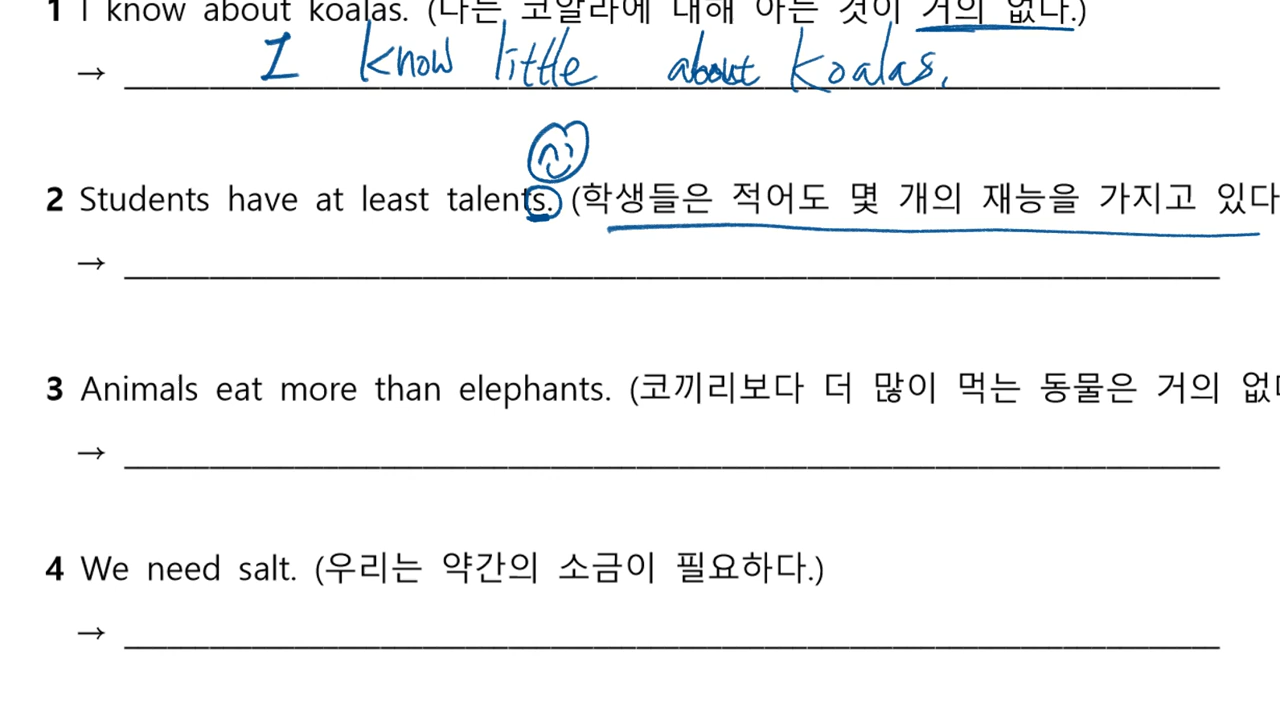 1 I know about koalas. (나는 코알라에 대해 아는 것이 거의 없다.)
→ I know little about koalas.
2 Students have at least talents. (학생들은 적어도 몇 개의 재능을 가지고 있다
→
3 Animals eat more than elephants. (코끼리보다 더 많이 먹는 동물은 거의 없
→
4 We need salt. (우리는 약간의 소금이 필요하다.)
→